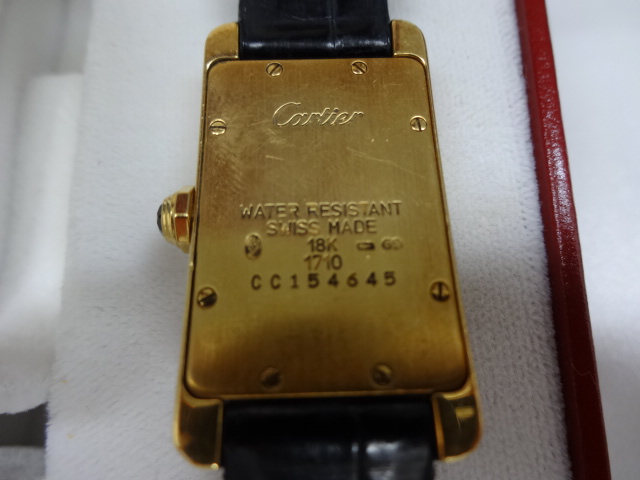 Cartier
WATER RESISTANT
SWISS MADE
18K
1710
CC154645